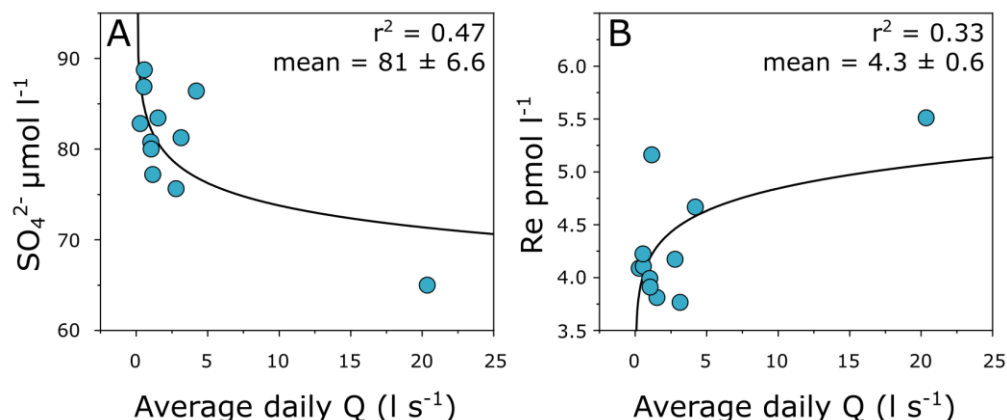 A
r² = 0.47
mean = 81 ± 6.6
SO₄²⁻ µmol l⁻¹
90
80
70
60
0 5 10 15 20 25
Average daily Q (l s⁻¹)
B
r² = 0.33
mean = 4.3 ± 0.6
Re pmol l⁻¹
6.0
5.5
5.0
4.5
4.0
3.5
0 5 10 15 20 25
Average daily Q (l s⁻¹)